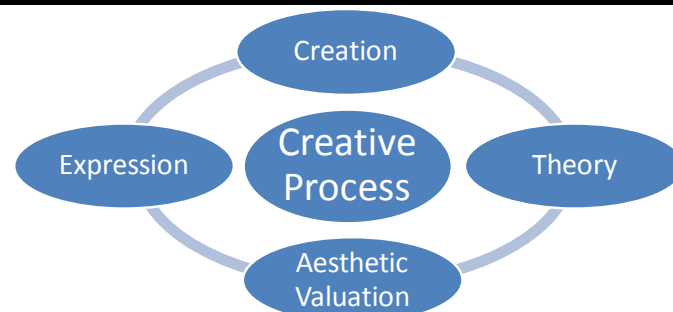 Creation
Expression
Creative
Process
Theory
Aesthetic
Valuation